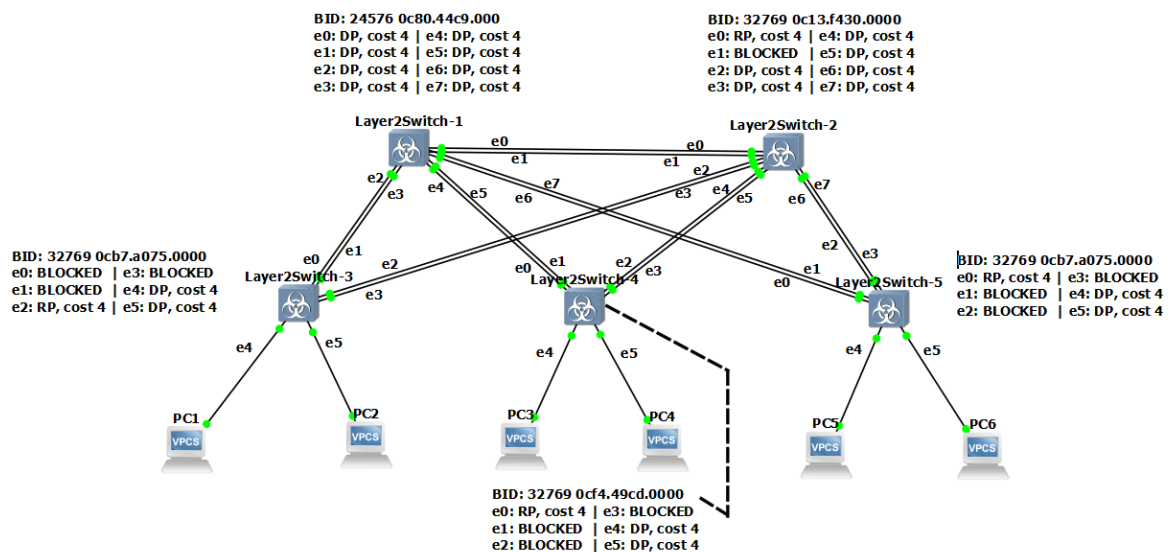 BID: 24576 0c80.44c9.000
e0: DP, cost 4 | e4: DP, cost 4
e1: DP, cost 4 | e5: DP, cost 4
e2: DP, cost 4 | e6: DP, cost 4
e3: DP, cost 4 | e7: DP, cost 4
BID: 32769 0c13.f430.0000
e0: RP, cost 4 | e4: DP, cost 4
e1: BLOCKED | e5: DP, cost 4
e2: DP, cost 4 | e6: DP, cost 4
e3: DP, cost 4 | e7: DP, cost 4
Layer2Switch-1
Layer2Switch-2
e0
e0
e1
e1
e2
e3
e4
e5
e7
e6
e2
e3
e4
e5
e7
e6
BID: 32769 0cb7.a075.0000
e0: BLOCKED | e3: BLOCKED
e1: BLOCKED | e4: DP, cost 4
e2: RP, cost 4 | e5: DP, cost 4
e1
e0
Layer2Switch-3
e2
e3
e4
e5
e1
e0
Layer2Switch-4
e2
e3
e4
e5
e2
e3
e1
e0
Layer2Switch-5
e4
e5
BID: 32769 0cb7.a075.0000
e0: RP, cost 4 | e3: BLOCKED
e1: BLOCKED | e4: DP, cost 4
e2: BLOCKED | e5: DP, cost 4
PC1
VPCS
PC2
VPCS
PC3
VPCS
PC4
VPCS
PC5
VPCS
PC6
VPCS
BID: 32769 0cf4.49cd.0000
e0: RP, cost 4 | e3: BLOCKED
e1: BLOCKED | e4: DP, cost 4
e2: BLOCKED | e5: DP, cost 4